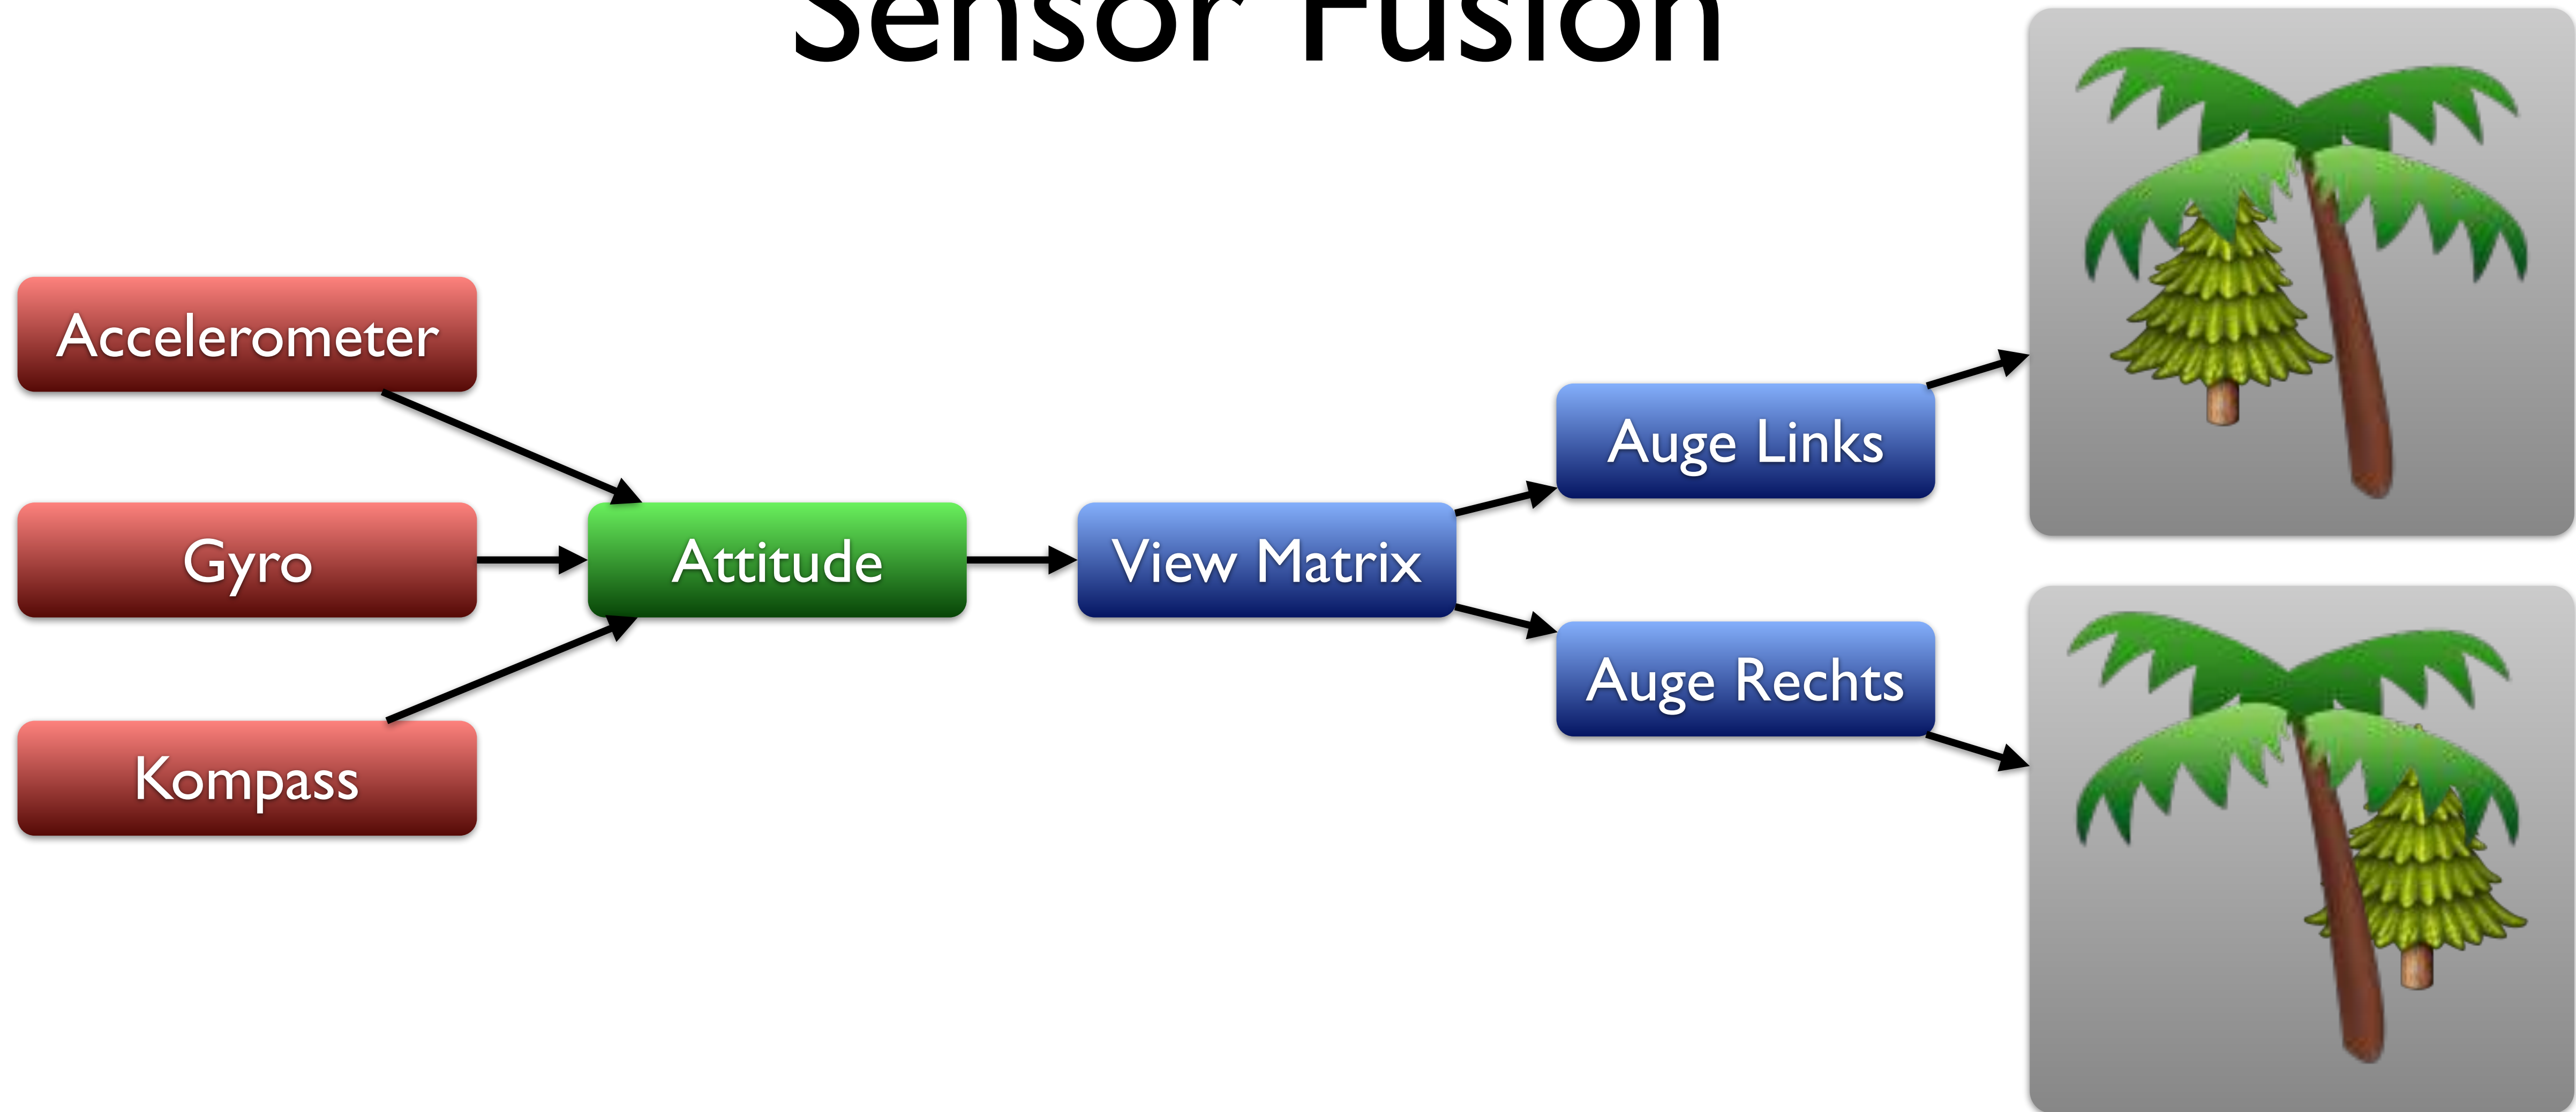 Sensor Fusion
Accelerometer
Gyro
Kompass
Attitude
View Matrix
Auge Links
Auge Rechts